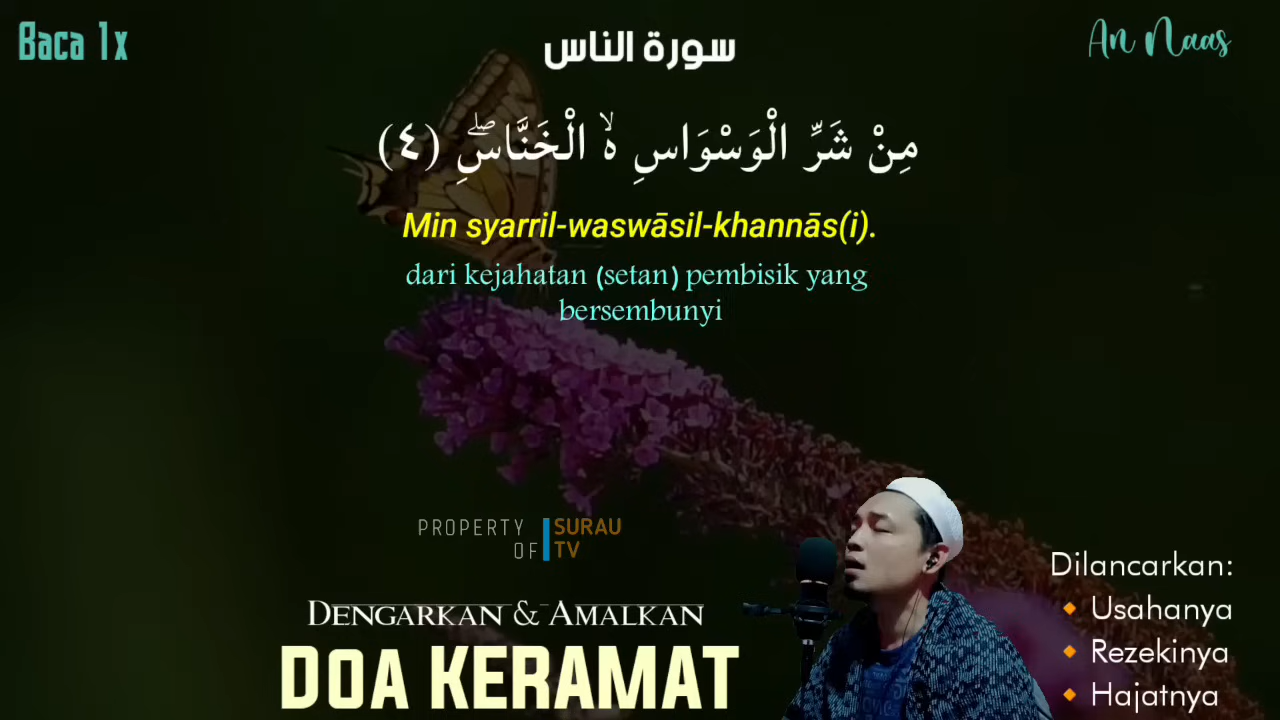 Baca 1x
سورة الناس
An Naas
مِنْ شَرِّ الْوَسْوَاسِ ەۙ الْخَنَّاسِۖ (٤)
Min syarril-waswāsil-khannās(i).
dari kejahatan (setan) pembisik yang
bersembunyi
PROPERTY OF
SURAU TV
DENGARKAN & AMALKAN
DOA KERAMAT
Dilancarkan:
🔸 Usahanya
🔸 Rezekinya
🔸 Hajatnya